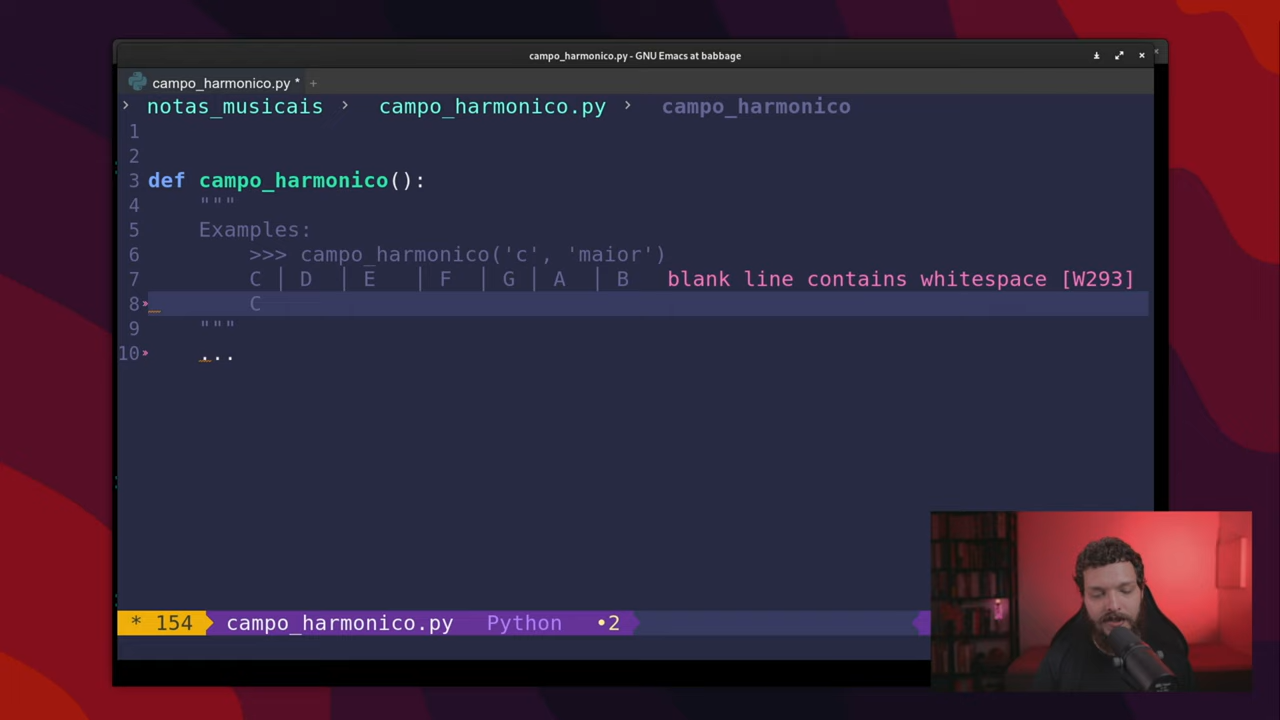 campo_harmonico.py - GNU Emacs at babbage
campo_harmonico.py * +
› notas_musicais › campo_harmonico.py › campo_harmonico
1
2
3 def campo_harmonico():
4 """
5 Examples:
6 >>> campo_harmonico('c', 'maior')
7 C | D | E | F | G | A | B blank line contains whitespace [W293]
8 C
9 """
10 ...
* 154 campo_harmonico.py Python •2